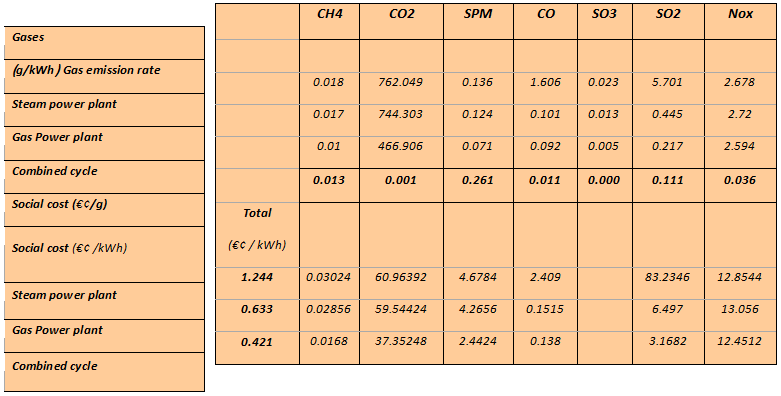 Gases
(g/kWh) Gas emission rate
Steam power plant
Gas Power plant
Combined cycle
Social cost (€¢/g)
Social cost (€¢ /kWh)
Steam power plant
Gas Power plant
Combined cycle
CH4 CO2 SPM CO SO3 SO2 Nox
0.018 762.049 0.136 1.606 0.023 5.701 2.678
0.017 744.303 0.124 0.101 0.013 0.445 2.72
0.01 466.906 0.071 0.092 0.005 0.217 2.594
0.013 0.001 0.261 0.011 0.000 0.111 0.036
Total
(€¢ / kWh)
1.244 0.03024 60.96392 4.6784 2.409 83.2346 12.8544
0.633 0.02856 59.54424 4.2656 0.1515 6.497 13.056
0.421 0.0168 37.35248 2.4424 0.138 3.1682 12.4512